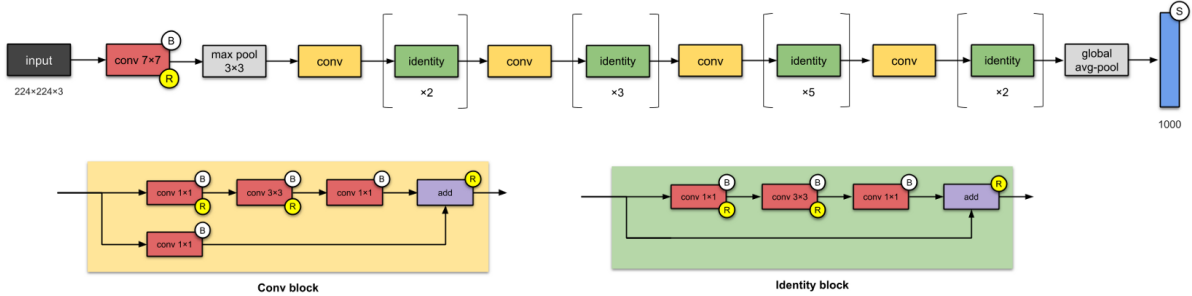 input
224×224×3
conv 7×7
B
R
max pool
3×3
conv
identity
×2
conv
identity
×3
conv
identity
×5
conv
identity
×2
global
avg-pool
S
1000
conv 1×1
B
R
conv 3×3
B
R
conv 1×1
B
add
R
conv 1×1
B
Conv block
conv 1×1
B
R
conv 3×3
B
R
conv 1×1
B
add
R
Identity block